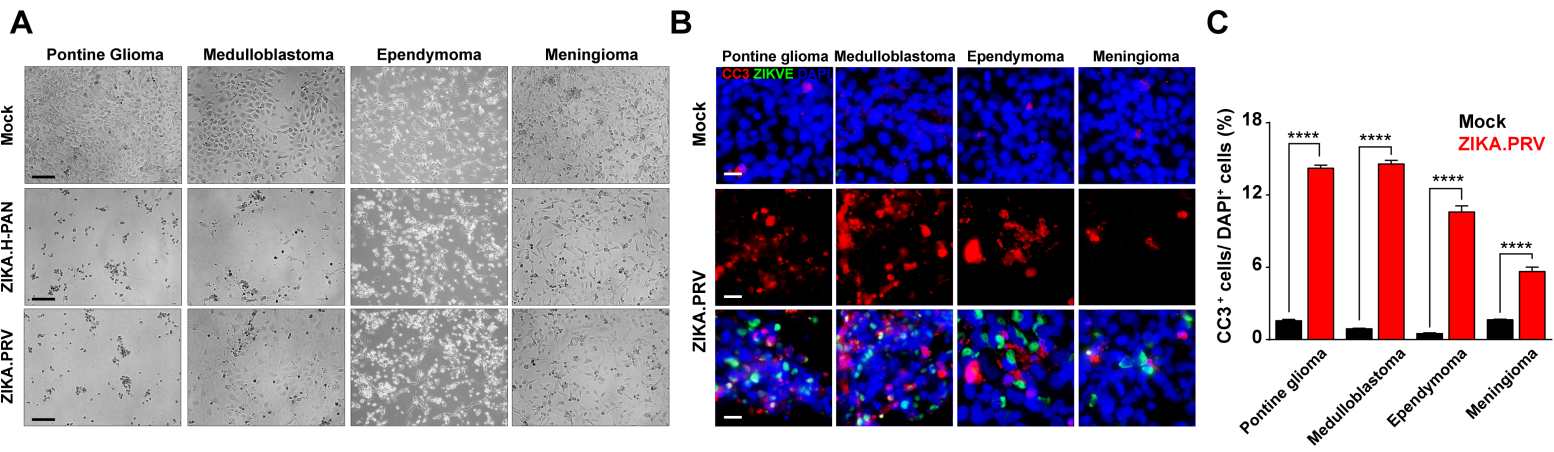 A
Pontine Glioma Medulloblastoma Ependymoma Meningioma
Mock
ZIKA.H-PAN
ZIKA.PRV
B
Pontine glioma Medulloblastoma Ependymoma Meningioma
CC3 ZIKVE DAPI
Mock
ZIKA.PRV
C
CC3⁺ cells/ DAPI⁺ cells (%)
18
12
6
0
Mock
ZIKA.PRV
**** **** **** ****
Pontine glioma
Medulloblastoma
Ependymoma
Meningioma